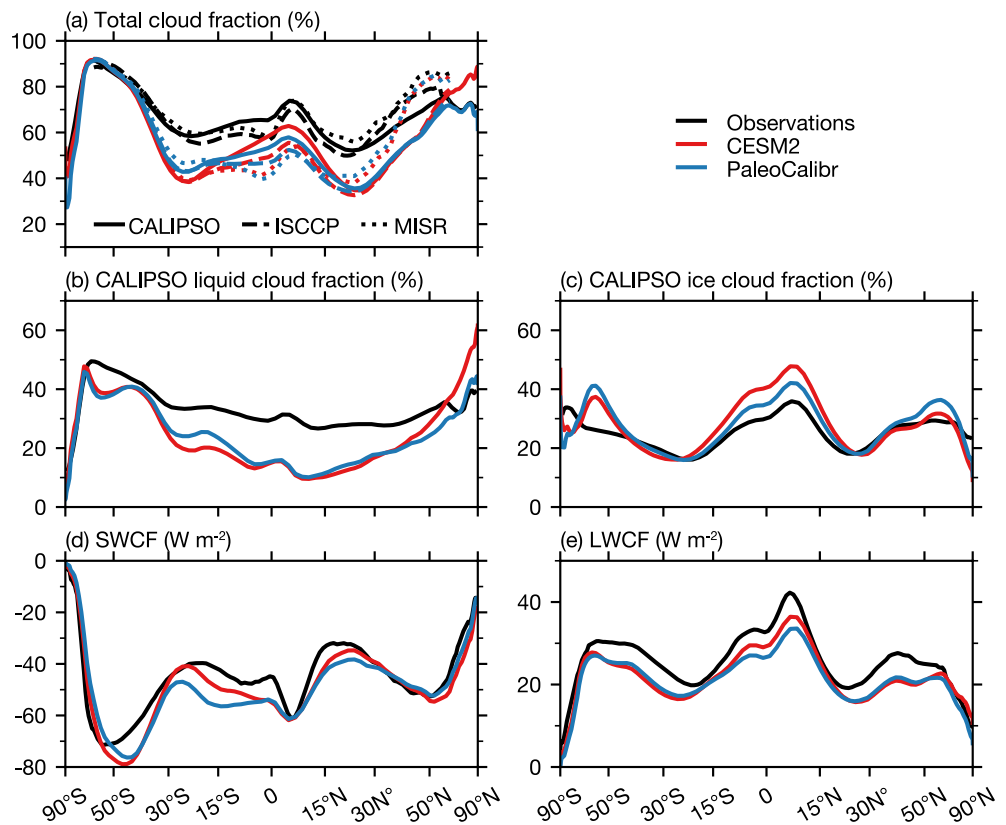 (a) Total cloud fraction (%)
100
80
60
40
20
CALIPSO ISCCP MISR
Observations
CESM2
PaleoCalibr
(b) CALIPSO liquid cloud fraction (%)
60
40
20
0
(c) CALIPSO ice cloud fraction (%)
60
40
20
0
(d) SWCF (W m⁻²)
0
-20
-40
-60
-80
90°S 50°S 30°S 15°S 0 15°N 30N° 50°N 90°N
(e) LWCF (W m⁻²)
40
20
0
90°S 50°S 30°S 15°S 0 15°N 30N° 50°N 90°N